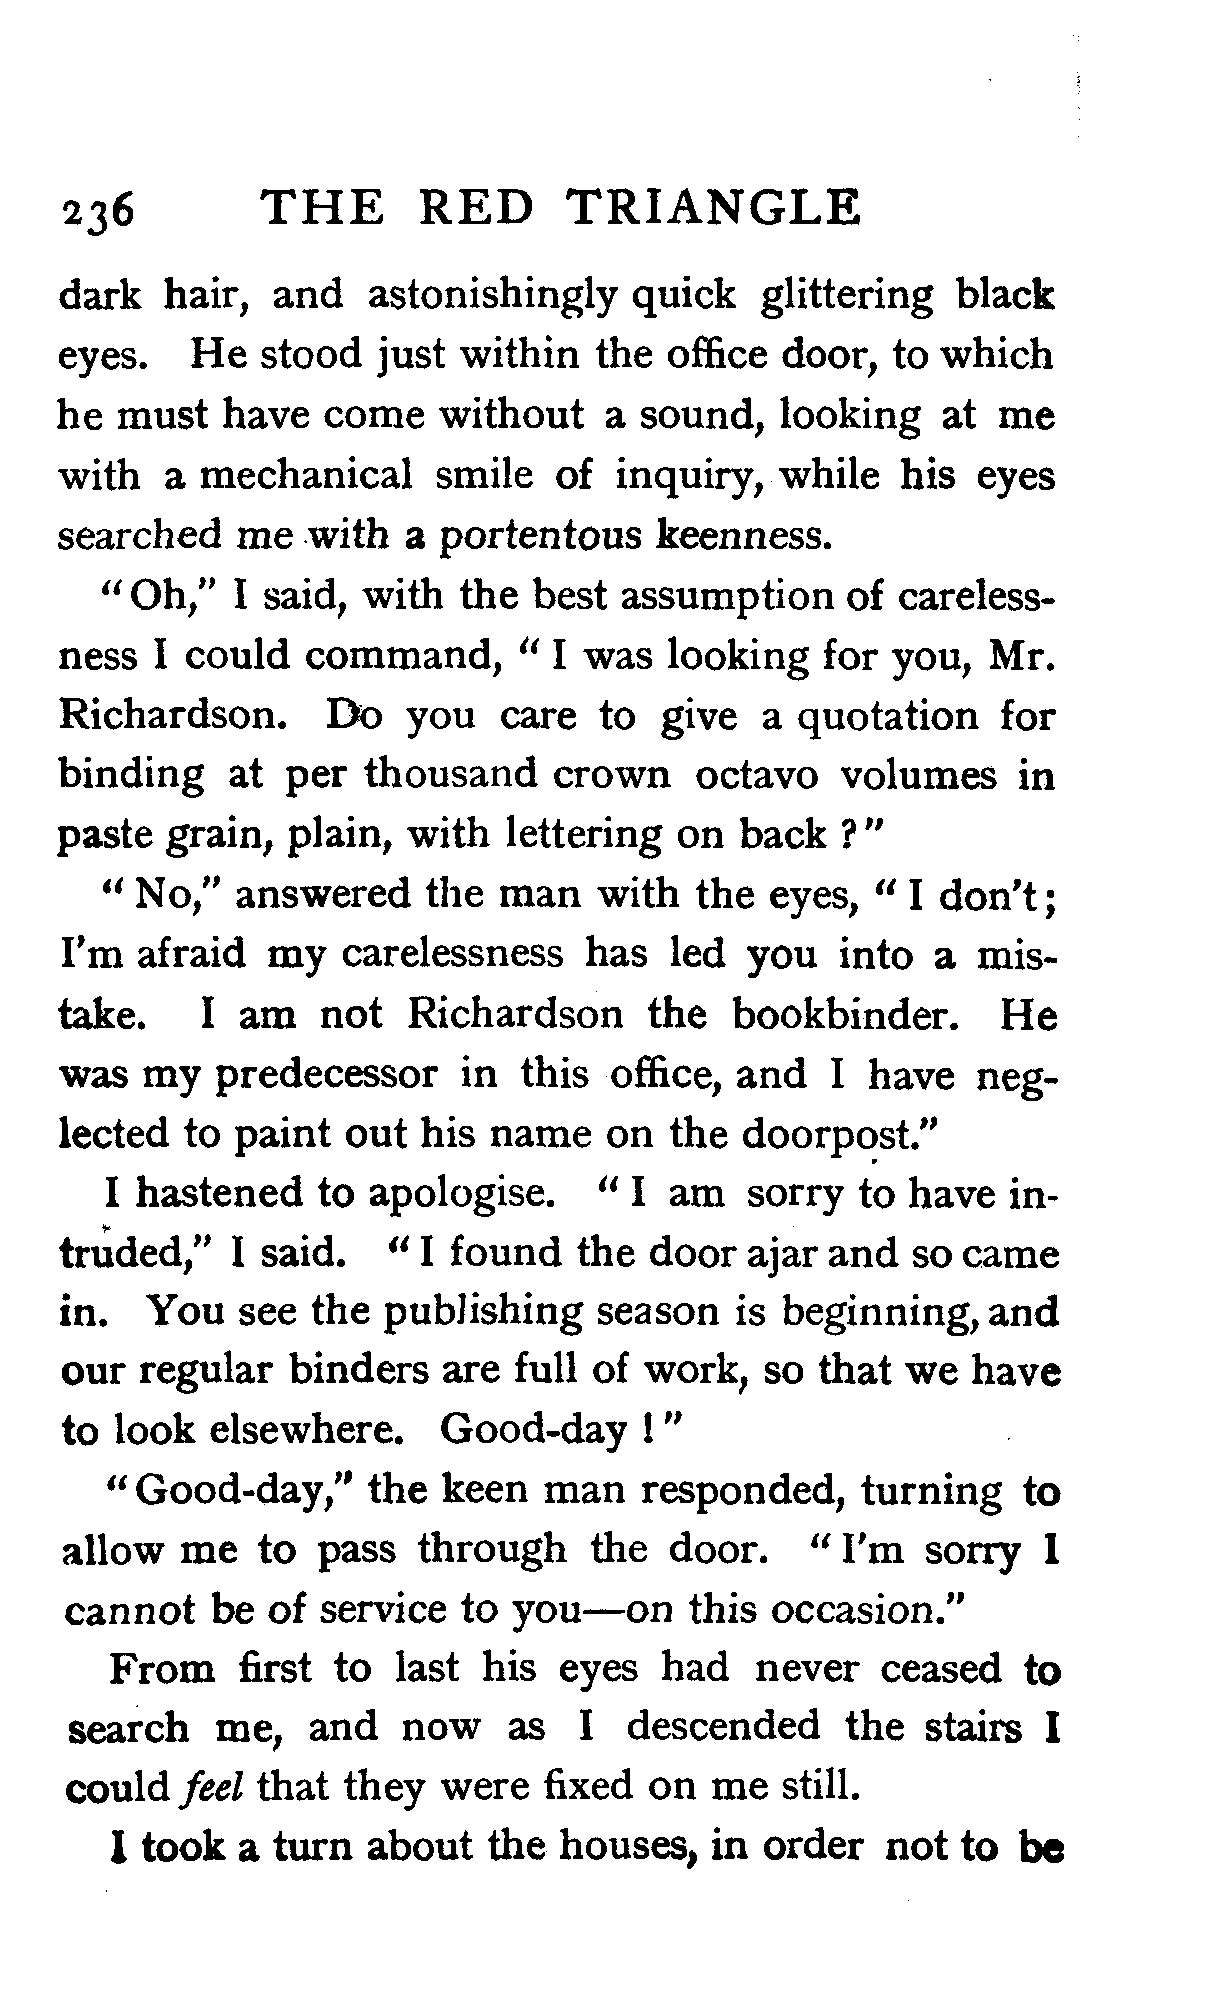 236 THE RED TRIANGLE
dark hair, and astonishingly quick glittering black
eyes. He stood just within the office door, to which
he must have come without a sound, looking at me
with a mechanical smile of inquiry, while his eyes
searched me with a portentous keenness.
"Oh," I said, with the best assumption of careless-
ness I could command, "I was looking for you, Mr.
Richardson. Do you care to give a quotation for
binding at per thousand crown octavo volumes in
paste grain, plain, with lettering on back ?"
"No," answered the man with the eyes, "I don't;
I'm afraid my carelessness has led you into a mis-
take. I am not Richardson the bookbinder. He
was my predecessor in this office, and I have neg-
lected to paint out his name on the doorpost."
I hastened to apologise. "I am sorry to have in-
truded," I said. "I found the door ajar and so came
in. You see the publishing season is beginning, and
our regular binders are full of work, so that we have
to look elsewhere. Good-day !"
"Good-day," the keen man responded, turning to
allow me to pass through the door. "I'm sorry I
cannot be of service to you—on this occasion."
From first to last his eyes had never ceased to
search me, and now as I descended the stairs I
could feel that they were fixed on me still.
I took a turn about the houses, in order not to be